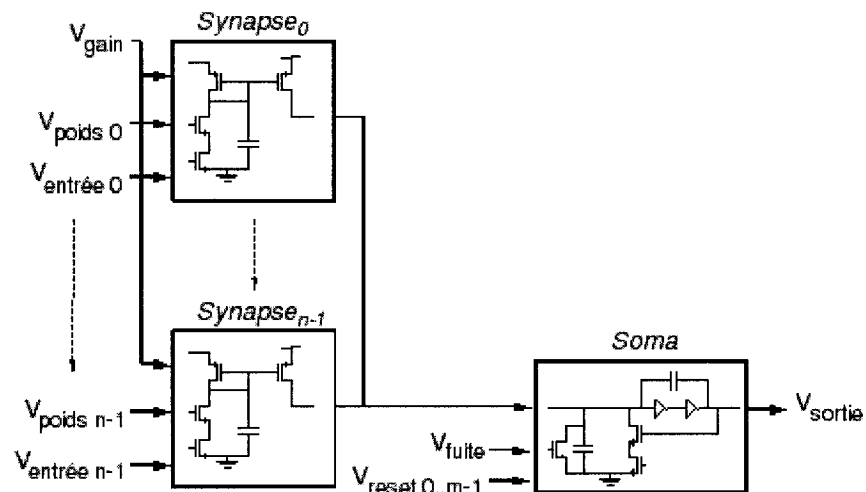 Synapse0
Vgain
Vpoids 0
Ventrée 0
Synapsen-1
Soma
Vpoids n-1
Vsortie
Vfuite
Ventrée n-1
Vreset 0..m-1